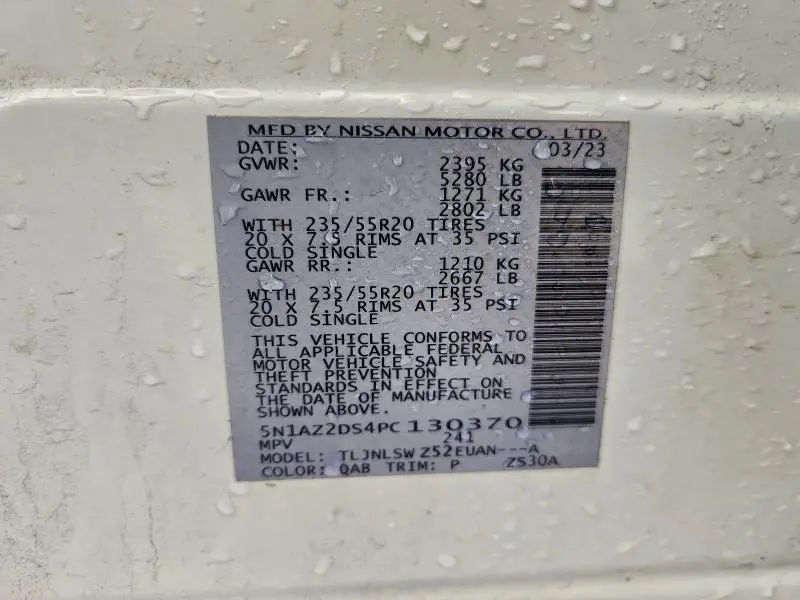 MFD BY NISSAN MOTOR CO., LTD.
DATE: 03/23
GVWR: 2395 KG
5280 LB
GAWR FR.: 1271 KG
2802 LB
WITH 235/55R20 TIRES
20 X 7.5 RIMS AT 35 PSI
COLD SINGLE
GAWR RR.: 1210 KG
2667 LB
WITH 235/55R20 TIRES
20 X 7.5 RIMS AT 35 PSI
COLD SINGLE
THIS VEHICLE CONFORMS TO
ALL APPLICABLE FEDERAL
MOTOR VEHICLE SAFETY AND
THEFT PREVENTION
STANDARDS IN EFFECT ON
THE DATE OF MANUFACTURE
SHOWN ABOVE.
5N1AZ2DS4PC130370
MPV 241
MODEL: TLJNLSW Z52EUAN---A
COLOR: QAB TRIM: P ZS30A